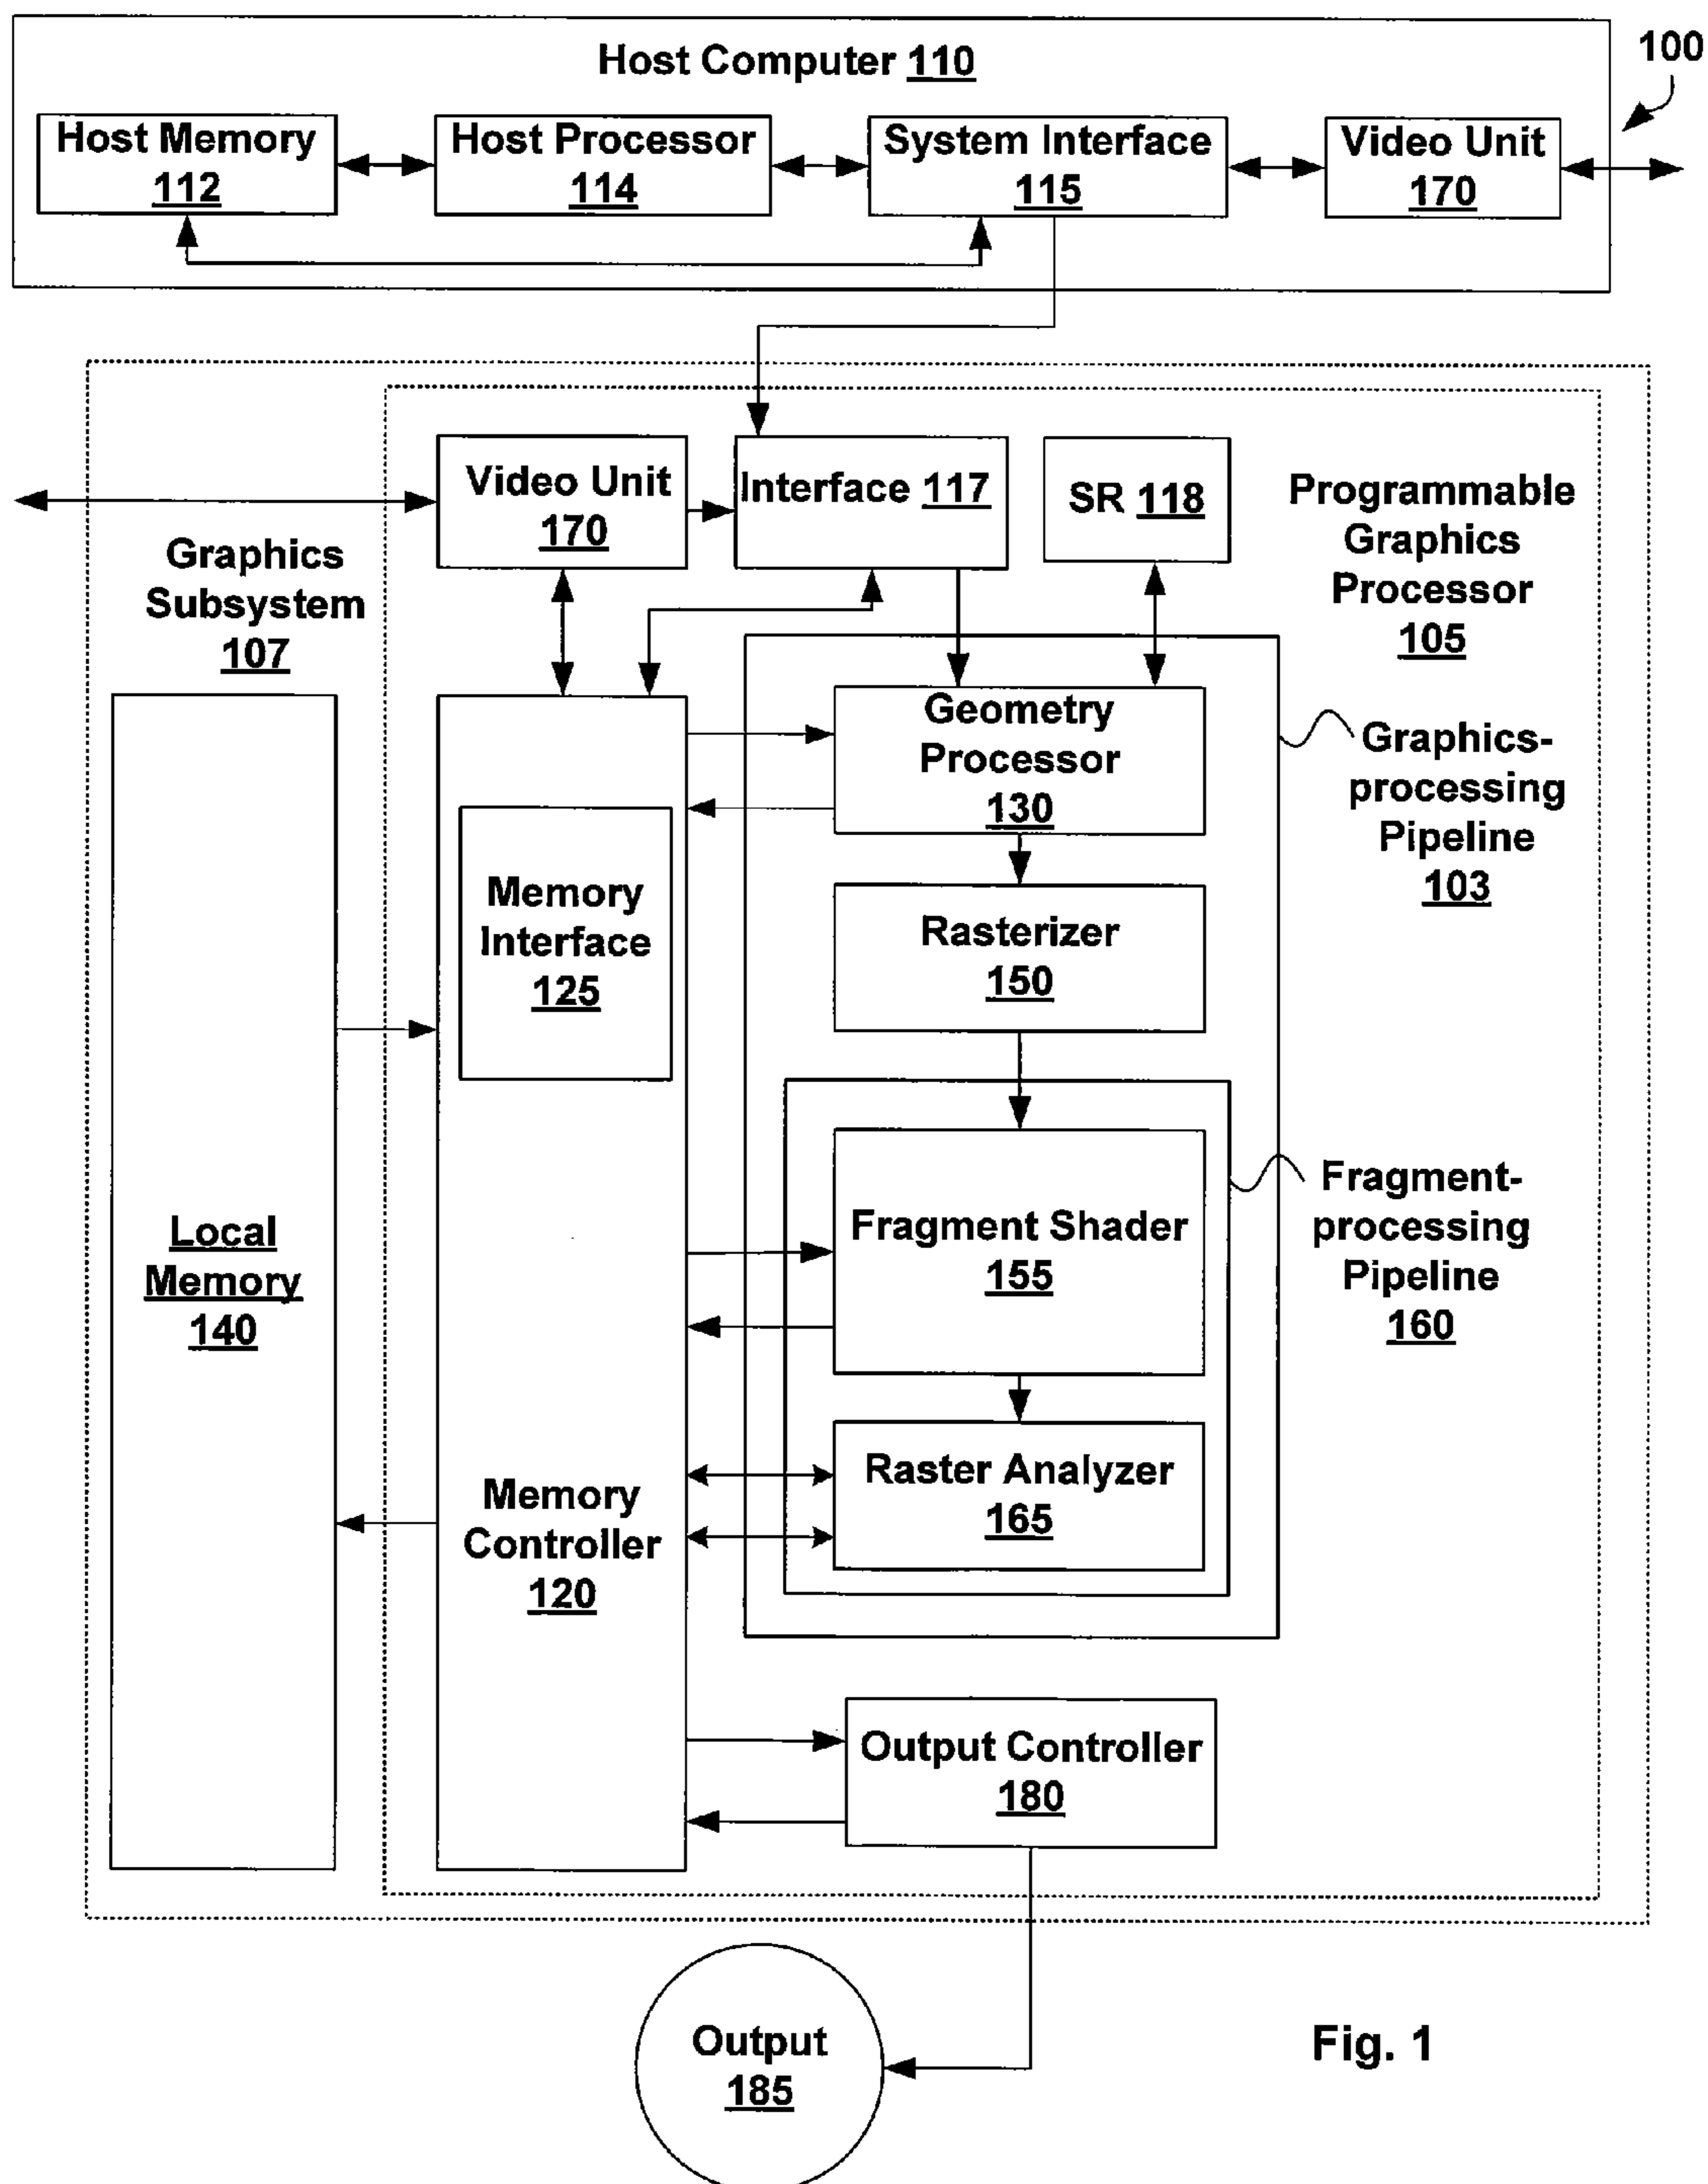 Host Computer 110
100
Host Memory
112
Host Processor
114
System Interface
115
Video Unit
170
Video Unit
170
Interface 117
SR 118
Programmable
Graphics
Processor
105
Graphics
Subsystem
107
Geometry
Processor
130
Graphics-
processing
Pipeline
103
Memory
Interface
125
Rasterizer
150
Local
Memory
140
Fragment Shader
155
Fragment-
processing
Pipeline
160
Memory
Controller
120
Raster Analyzer
165
Output Controller
180
Output
185
Fig. 1